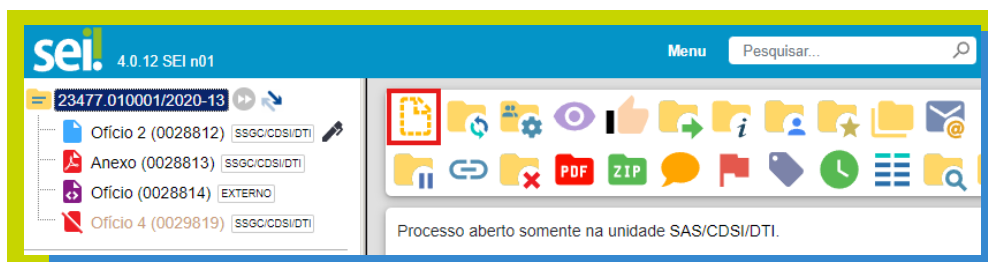 sei!
4.0.12 SEI n01
Menu
Pesquisar...
23477.010001/2020-13
Ofício 2 (0028812) SSGC/CDSI/DTI
Anexo (0028813) SSGC/CDSI/DTI
Ofício (0028814) EXTERNO
Ofício 4 (0029819) SSGC/CDSI/DTI
i
@
PDF
ZIP
Processo aberto somente na unidade SAS/CDSI/DTI.